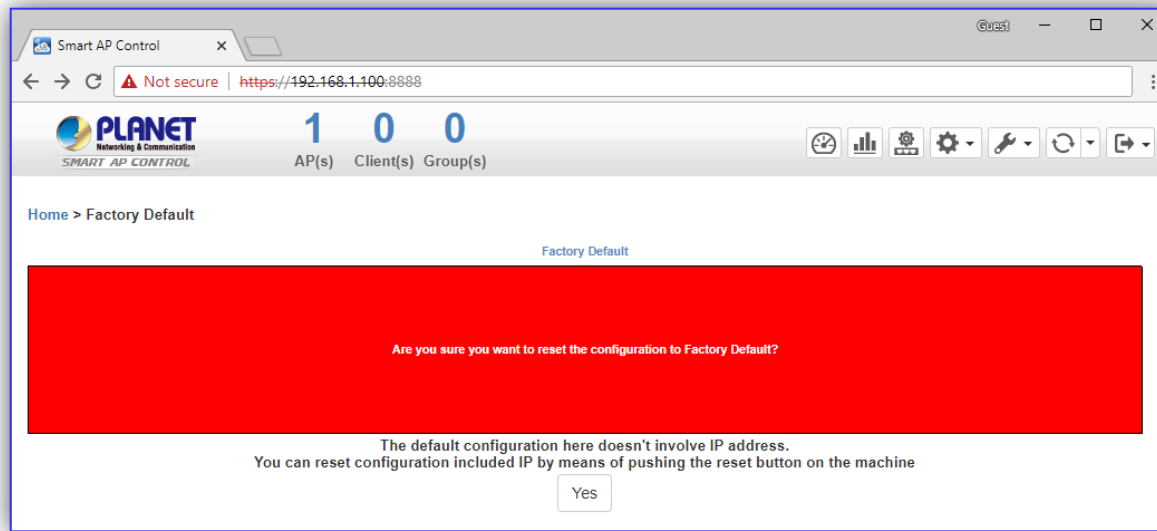 Guest
Smart AP Control
Not secure https://192.168.1.100:8888
PLANET
Networking & Communication
SMART AP CONTROL
1 0 0
AP(s) Client(s) Group(s)
Home > Factory Default
Factory Default
Are you sure you want to reset the configuration to Factory Default?
The default configuration here doesn't involve IP address.
You can reset configuration included IP by means of pushing the reset button on the machine
Yes